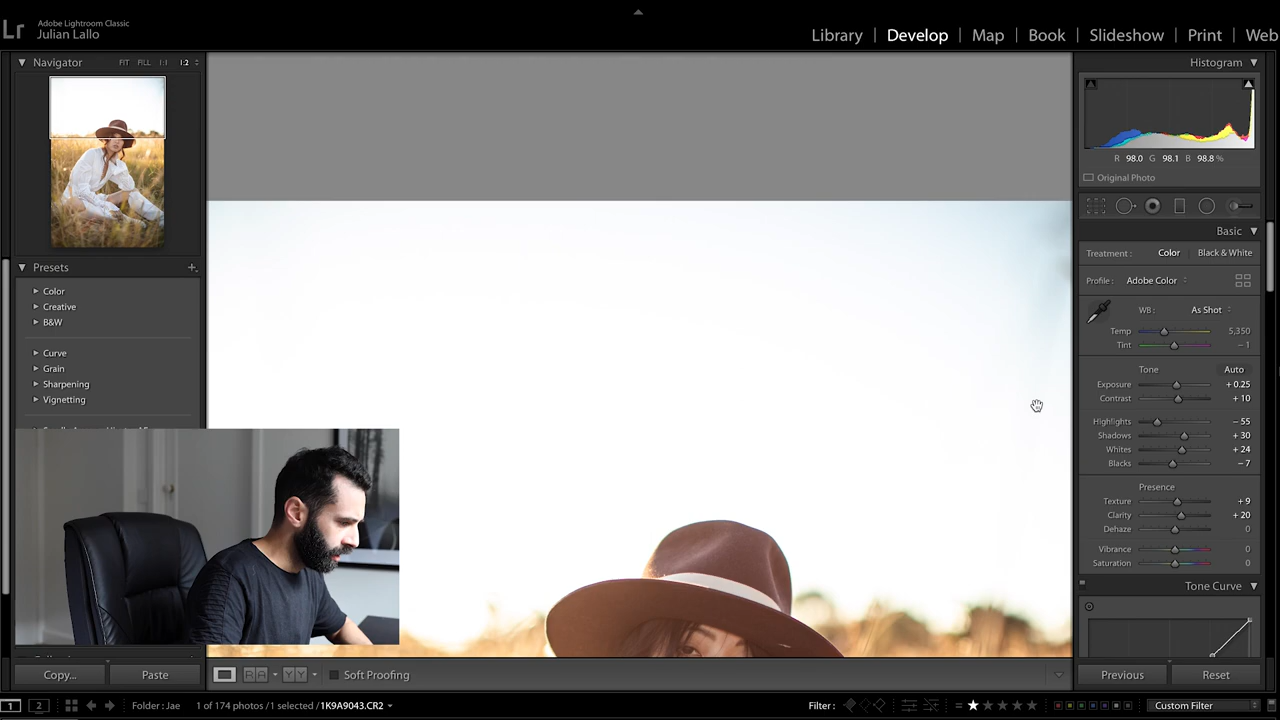 Lr
Adobe Lightroom Classic
Julian Lallo
Library | Develop | Map | Book | Slideshow | Print | Web
Navigator FIT FILL 1:1 1:2
Presets +
Color
Creative
B&W
Curve
Grain
Sharpening
Vignetting
Copy... Paste
Soft Proofing
Histogram
R 98.0 G 98.1 B 98.8 %
Original Photo
Basic
Treatment : Color Black & White
Profile : Adobe Color
WB : As Shot
Temp 5,350
Tint − 1
Tone Auto
Exposure + 0.25
Contrast + 10
Highlights − 55
Shadows + 30
Whites + 24
Blacks − 7
Presence
Texture + 9
Clarity + 20
Dehaze 0
Vibrance 0
Saturation 0
Tone Curve
Previous Reset
1 2 Folder : Jae 1 of 174 photos / 1 selected / 1K9A9043.CR2 Filter : Custom Filter